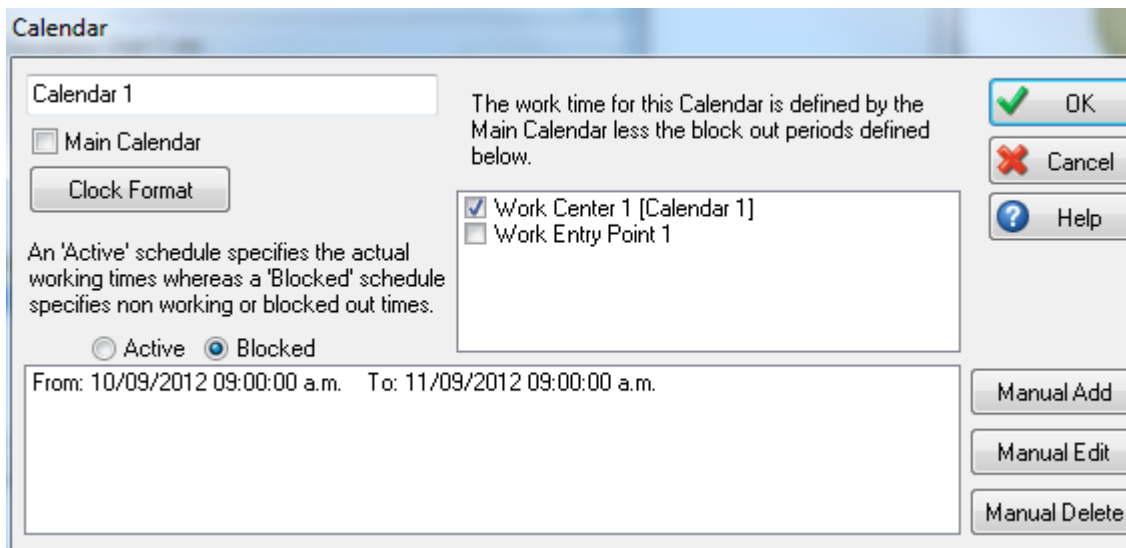 Calendar
Calendar 1
Main Calendar
Clock Format
An 'Active' schedule specifies the actual
working times whereas a 'Blocked' schedule
specifies non working or blocked out times.
Active Blocked
The work time for this Calendar is defined by the
Main Calendar less the block out periods defined
below.
Work Center 1 [Calendar 1]
Work Entry Point 1
OK
Cancel
Help
From: 10/09/2012 09:00:00 a.m. To: 11/09/2012 09:00:00 a.m.
Manual Add
Manual Edit
Manual Delete